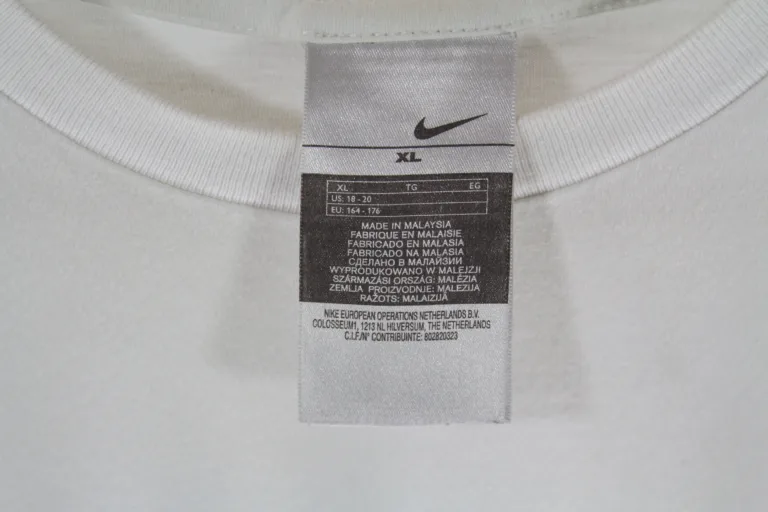 XL
XL TG EG
US: 18 - 20
EU: 164 - 176
MADE IN MALAYSIA
FABRIQUE EN MALAISIE
FABRICADO EN MALASIA
FABRICADO NA MALASIA
СДЕЛАНО В МАЛАЙЗИИ
WYPRODUKOWANO W MALEJZJI
SZÁRMAZÁSI ORSZÁG: MALÉZIA
ZEMLJA PROIZVODNJE: MALEZIJA
RAŽOTS: MALAIZIJĀ
NIKE EUROPEAN OPERATIONS NETHERLANDS B.V.
COLOSSEUM1, 1213 NL HILVERSUM, THE NETHERLANDS
C.I.F./N° CONTRIBUINTE: 802820323